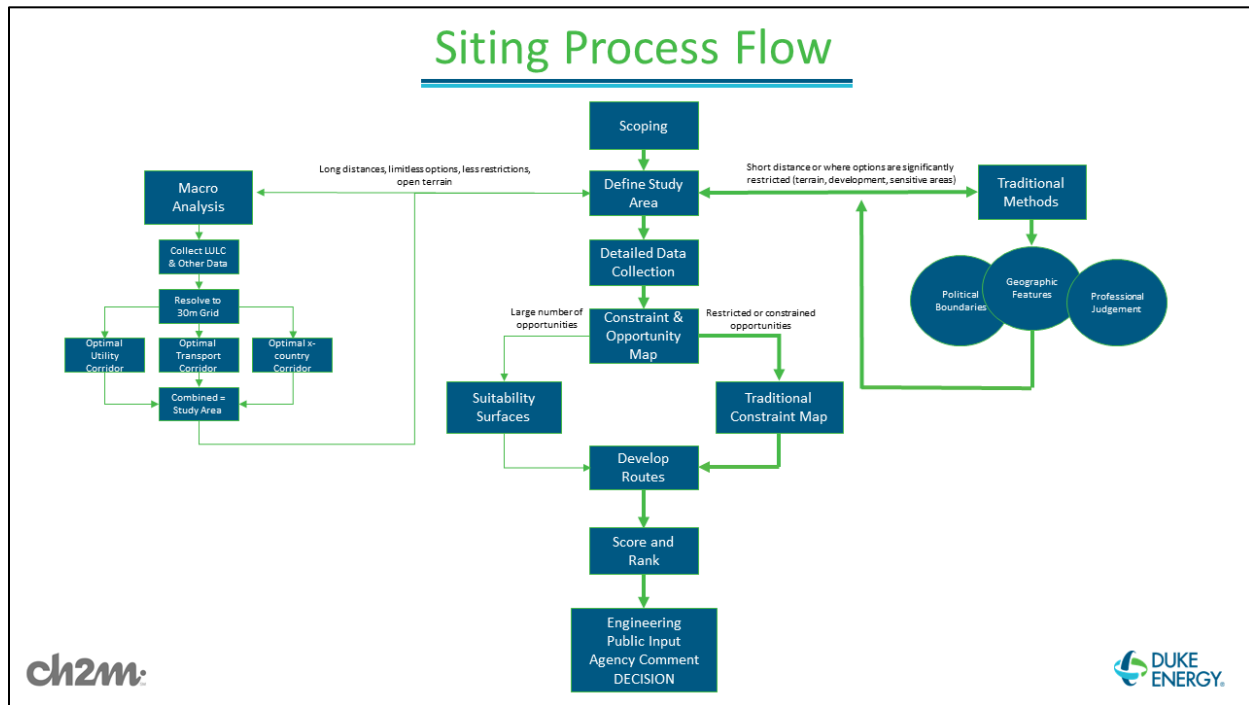 Siting Process Flow
Scoping
Long distances, limitless options, less restrictions,
open terrain
Short distance or where options are significantly
restricted (terrain, development, sensitive areas)
Macro
Analysis
Define Study
Area
Traditional
Methods
Collect LULC
& Other Data
Detailed Data
Collection
Political
Boundaries
Geographic
Features
Professional
Judgement
Resolve to
30m Grid
Large number of
opportunities
Constraint &
Opportunity
Map
Restricted or constrained
opportunities
Optimal
Utility
Corridor
Optimal
Transport
Corridor
Optimal x-
country
Corridor
Combined =
Study Area
Suitability
Surfaces
Traditional
Constraint Map
Develop
Routes
Score and
Rank
Engineering
Public Input
Agency Comment
DECISION
ch2m:
DUKE
ENERGY®